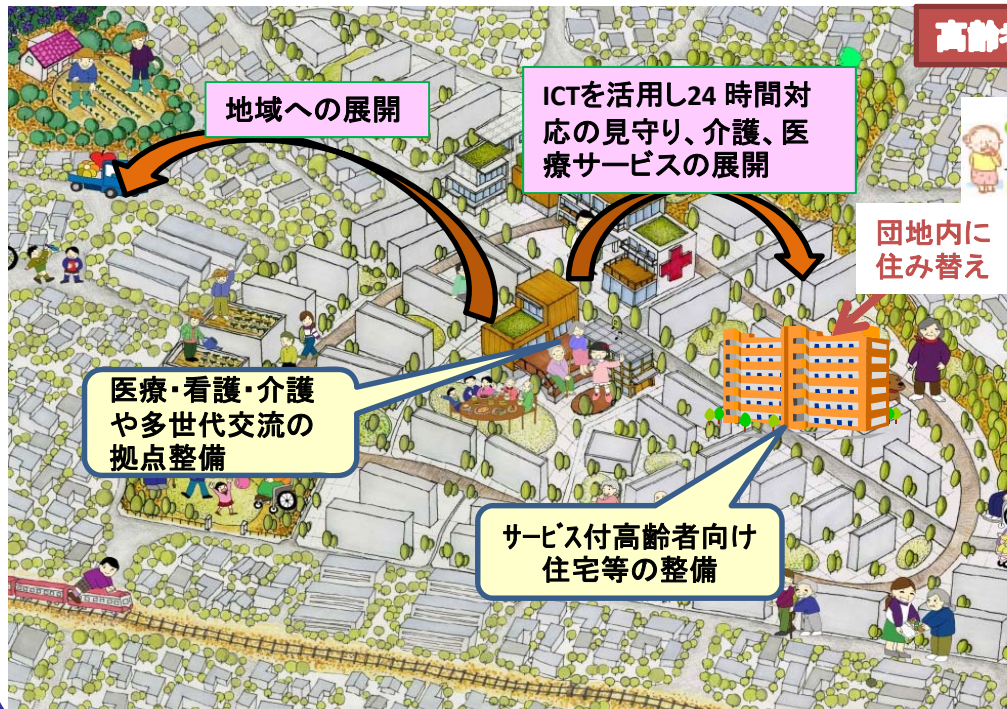 高齢
地域への展開
ICTを活用し24 時間対
応の見守り、介護、医
療サービスの展開
団地内に
住み替え
医療・看護・介護
や多世代交流の
拠点整備
サービス付高齢者向け
住宅等の整備